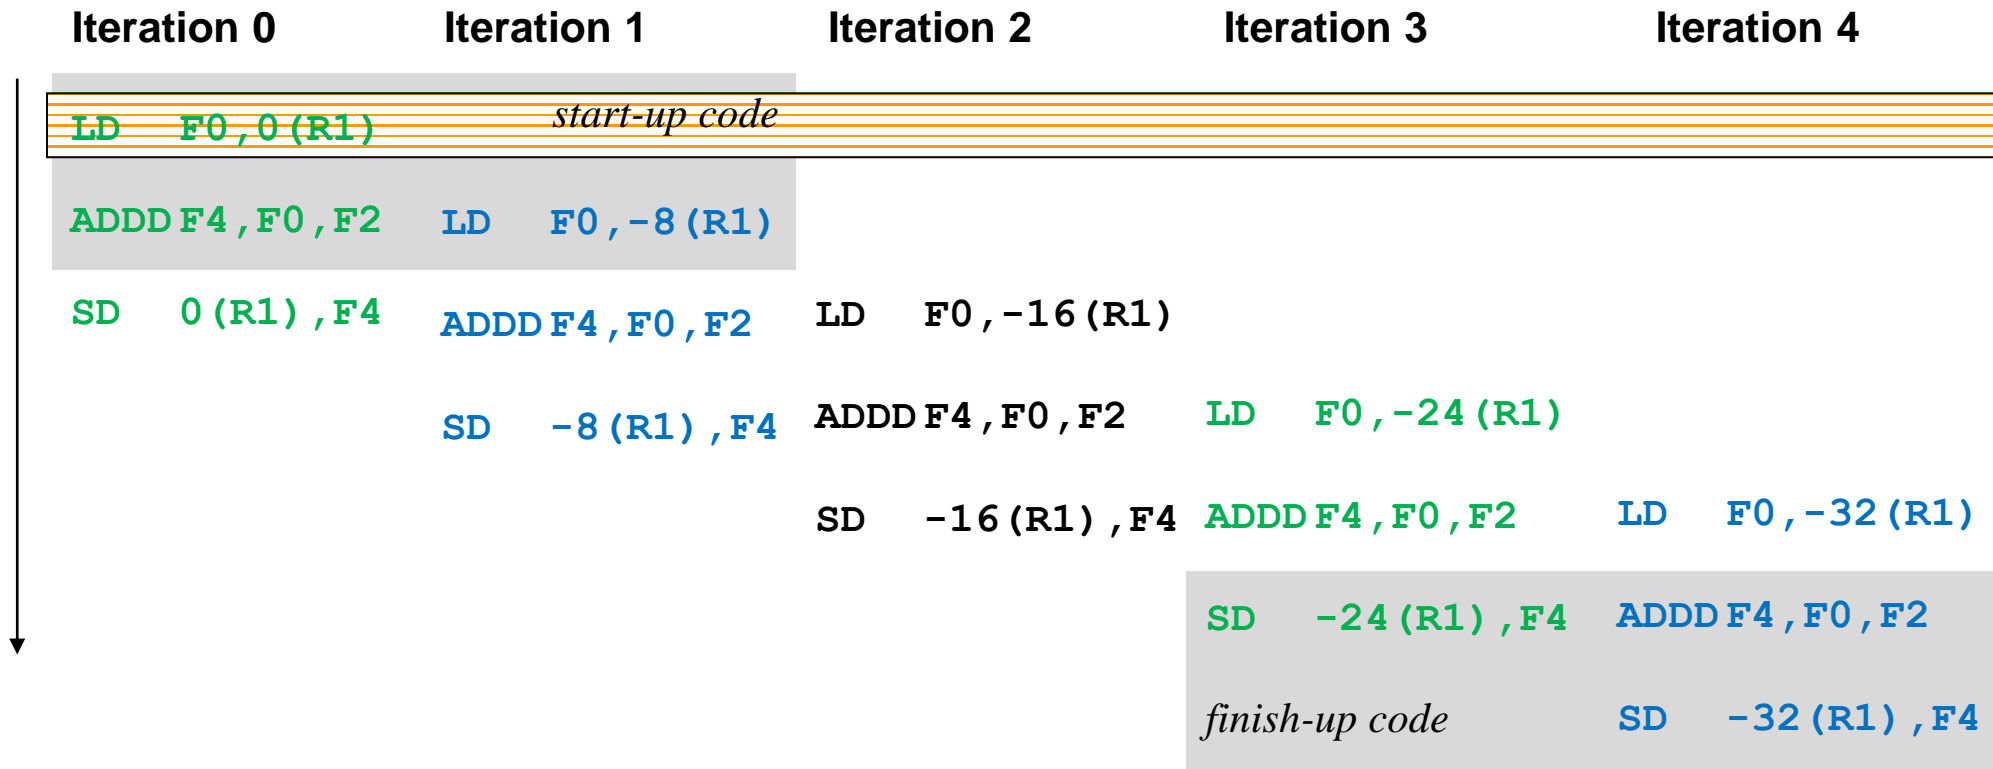 Iteration 0 Iteration 1 Iteration 2 Iteration 3 Iteration 4
LD F0,0(R1) start-up code
ADDD F4,F0,F2 LD F0,-8(R1)
SD 0(R1),F4 ADDD F4,F0,F2 LD F0,-16(R1)
SD -8(R1),F4 ADDD F4,F0,F2 LD F0,-24(R1)
SD -16(R1),F4 ADDD F4,F0,F2 LD F0,-32(R1)
SD -24(R1),F4 ADDD F4,F0,F2
finish-up code SD -32(R1),F4